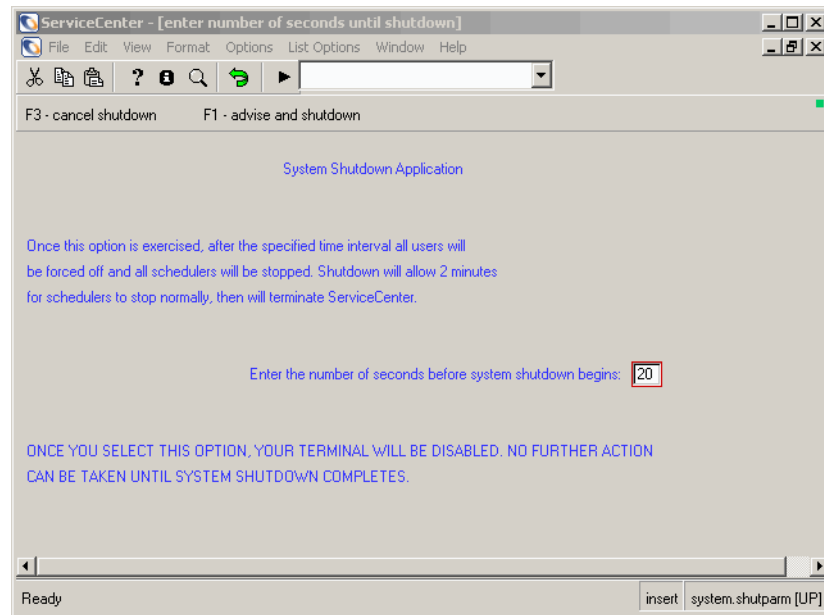 ServiceCenter - [enter number of seconds until shutdown]
File Edit View Format Options List Options Window Help
F3 - cancel shutdown F1 - advise and shutdown
System Shutdown Application
Once this option is exercised, after the specified time interval all users will
be forced off and all schedulers will be stopped. Shutdown will allow 2 minutes
for schedulers to stop normally, then will terminate ServiceCenter.
Enter the number of seconds before system shutdown begins: 20
ONCE YOU SELECT THIS OPTION, YOUR TERMINAL WILL BE DISABLED. NO FURTHER ACTION
CAN BE TAKEN UNTIL SYSTEM SHUTDOWN COMPLETES.
Ready insert system.shutparm [UP]